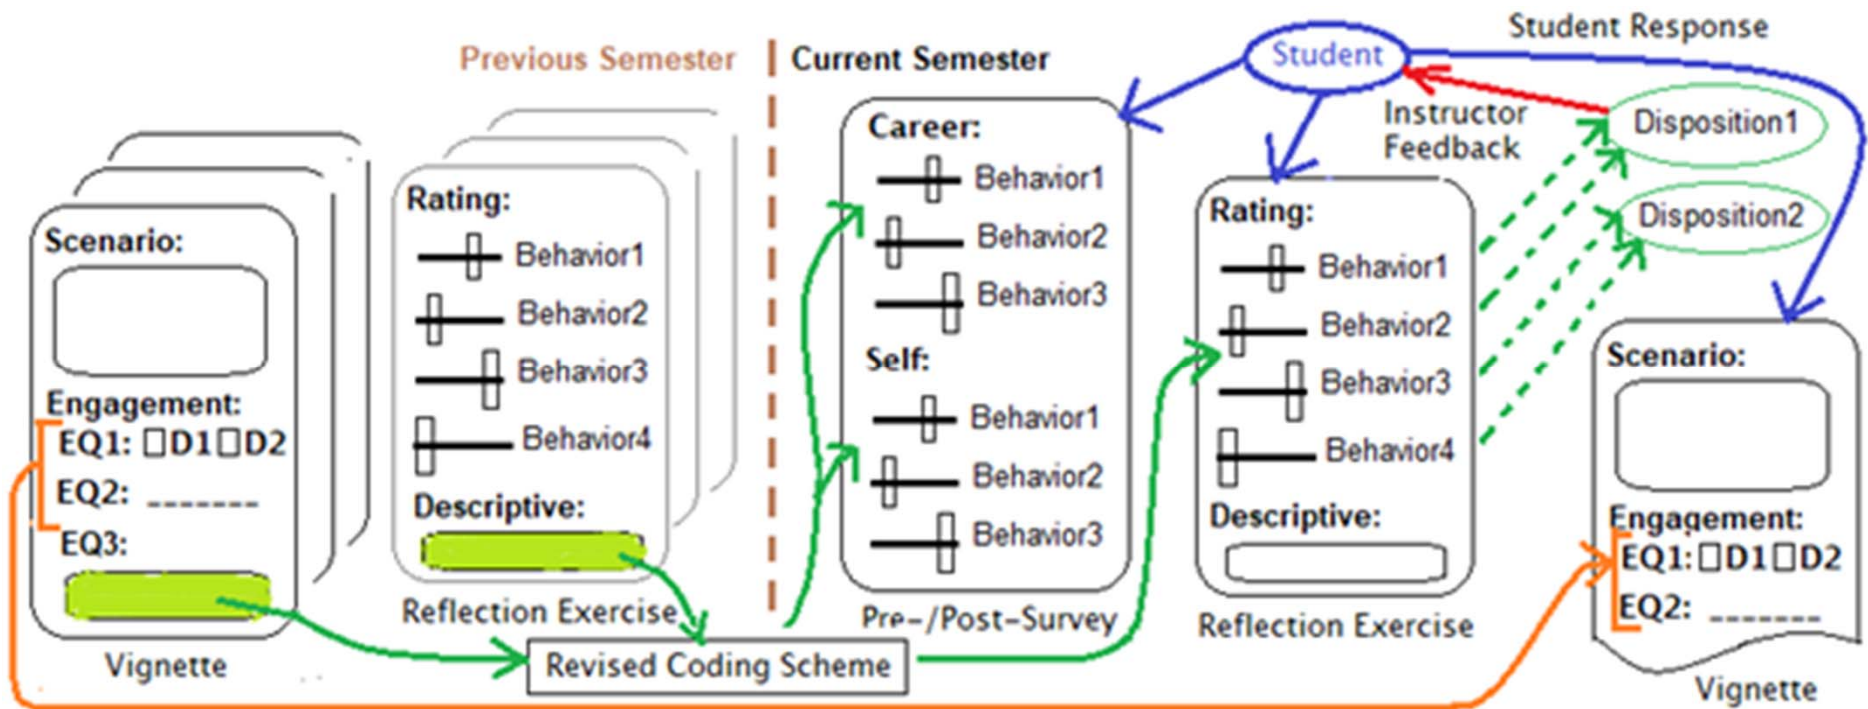 Previous Semester
Current Semester
Student
Student Response
Instructor
Feedback
Disposition1
Disposition2
Scenario:
Engagement:
EQ1: □D1□D2
EQ2: _______
EQ3:
Vignette
Rating:
Behavior1
Behavior2
Behavior3
Behavior4
Descriptive:
Reflection Exercise
Revised Coding Scheme
Career:
Behavior1
Behavior2
Behavior3
Self:
Behavior1
Behavior2
Behavior3
Pre-/Post-Survey
Rating:
Behavior1
Behavior2
Behavior3
Behavior4
Descriptive:
Reflection Exercise
Scenario:
Engagement:
EQ1: □D1□D2
EQ2: _______
Vignette